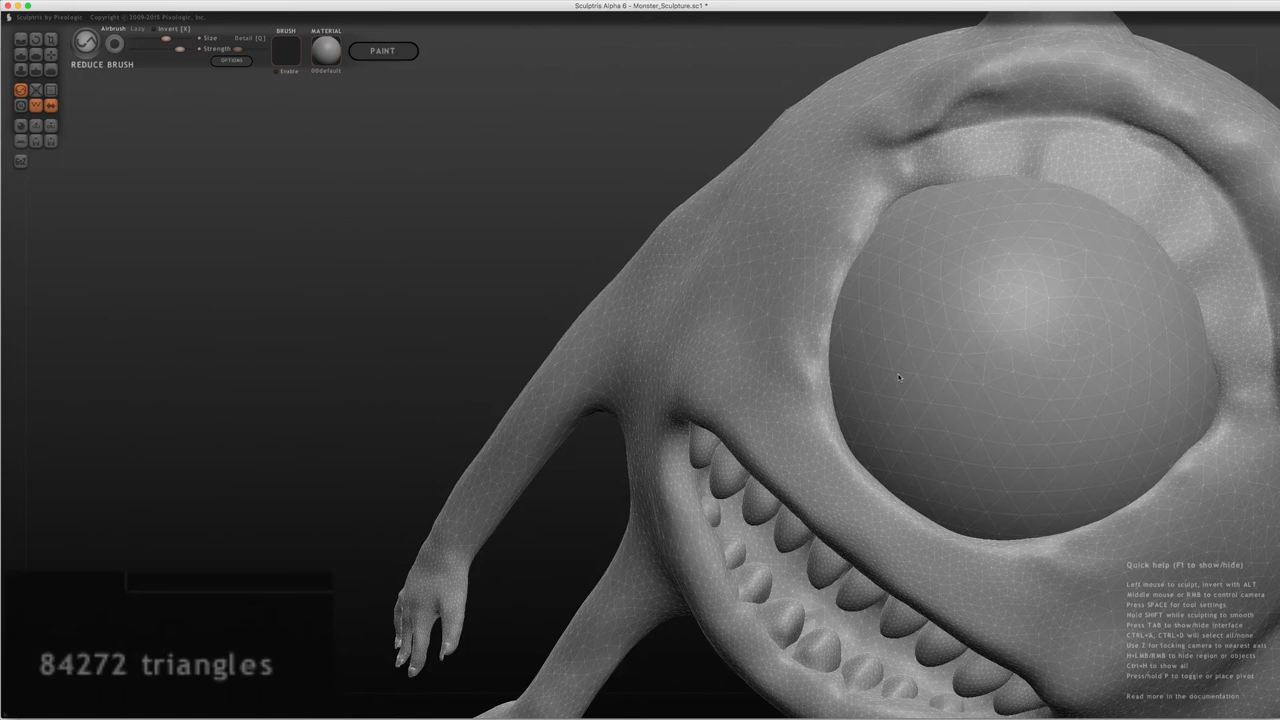 Sculptris Alpha 6 - Monster_Sculpture.sc1 *
Sculptris by Pixologic Copyright (c) 2009-2015 Pixologic, Inc.
Airbrush Lazy Invert [X]
Size Detail [Q]
Strength
OPTIONS
REDUCE BRUSH
BRUSH
Enable
MATERIAL
00default
PAINT
GoZ
84272 triangles
Quick help (F1 to show/hide)
Left mouse to sculpt, invert with ALT
Middle mouse or RMB to control camera
Press SPACE for tool settings
Hold SHIFT while sculpting to smooth
Press TAB to show/hide interface
CTRL+A, CTRL+D will select all/none
Use Z for locking camera to nearest axis
H+LMB/RMB to hide region or objects
Ctrl+H to show all
Press/hold P to toggle or place pivot
Read more in the documentation